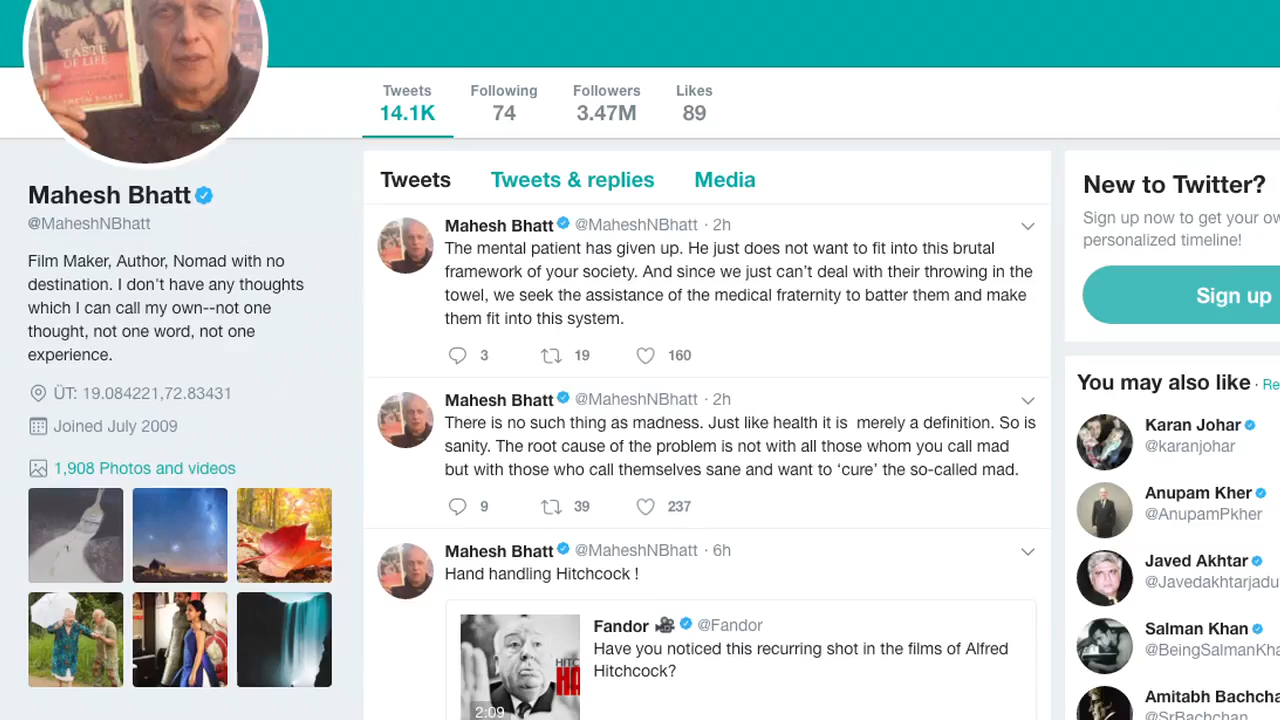 TASTE
OF LIFE
Tweets
14.1K
Following
74
Followers
3.47M
Likes
89
Mahesh Bhatt
@MaheshNBhatt
Film Maker, Author, Nomad with no
destination. I don't have any thoughts
which I can call my own--not one
thought, not one word, not one
experience.
ÜT: 19.084221,72.83431
Joined July 2009
1,908 Photos and videos
Tweets Tweets & replies Media
Mahesh Bhatt @MaheshNBhatt · 2h
The mental patient has given up. He just does not want to fit into this brutal
framework of your society. And since we just can’t deal with their throwing in the
towel, we seek the assistance of the medical fraternity to batter them and make
them fit into this system.
3 19 160
Mahesh Bhatt @MaheshNBhatt · 2h
There is no such thing as madness. Just like health it is  merely a definition. So is
sanity. The root cause of the problem is not with all those whom you call mad
but with those who call themselves sane and want to ‘cure’ the so-called mad.
9 39 237
Mahesh Bhatt @MaheshNBhatt · 6h
Hand handling Hitchcock !
Fandor 🎥 @Fandor
Have you noticed this recurring shot in the films of Alfred
Hitchcock?
2:09
New to Twitter?
Sign up now to get your ow
personalized timeline!
Sign up
You may also like · Re
Karan Johar
@karanjohar
Anupam Kher
@AnupamPkher
Javed Akhtar
@Javedakhtarjadu
Salman Khan
@BeingSalmanKha
Amitabh Bachcha
@SrBachchan